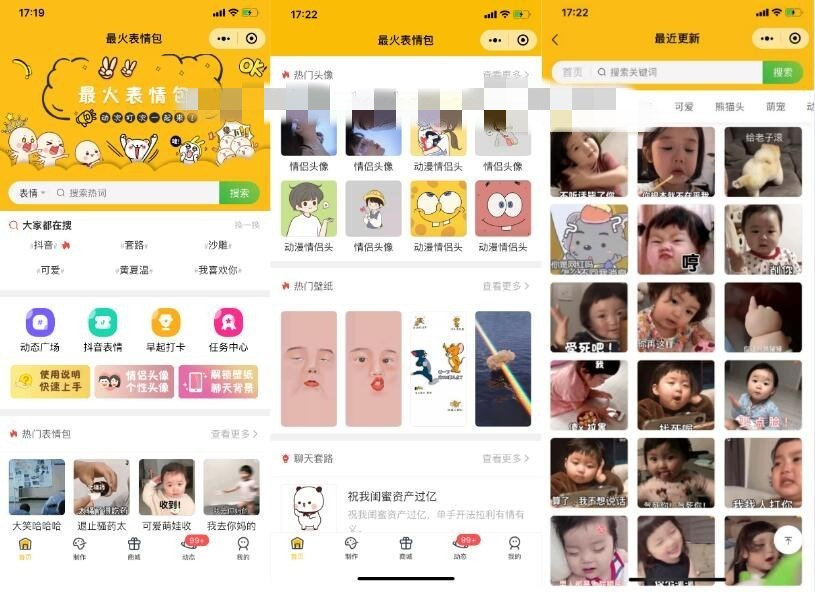 17:19
最火表情包
OK
最火表情包
动次打次一起来！
表情
搜索热词
搜索
大家都在搜
换一换
#抖音#
#套路#
#沙雕#
#可爱#
#黄夏温#
#我喜欢你#
动态广场
抖音表情
早起打卡
任务中心
使用说明
快速上手
情侣头像
个性头像
解锁壁纸
聊天背景
热门表情包
查看更多
收到!
大笑哈哈哈
退止骚药太
可爱萌娃收
我去你妈的
首页
制作
商城
99+
动态
我的
17:22
最火表情包
热门头像
查看更多
情侣头像
情侣头像
动漫情侣头
情侣头像
动漫情侣头
情侣头像
动漫情侣头
动漫情侣头
热门壁纸
查看更多
聊天套路
查看更多
祝我闺蜜资产过亿
祝我闺蜜资产过亿，单手开法拉利有情有
义。
首页
制作
商城
99+
动态
我的
17:22
最近更新
首页
搜索关键词
搜索
可爱
熊猫头
萌宠
给老子滚
哼
受死吧！
你再这样
我
算了，我不想说话
我找人打你